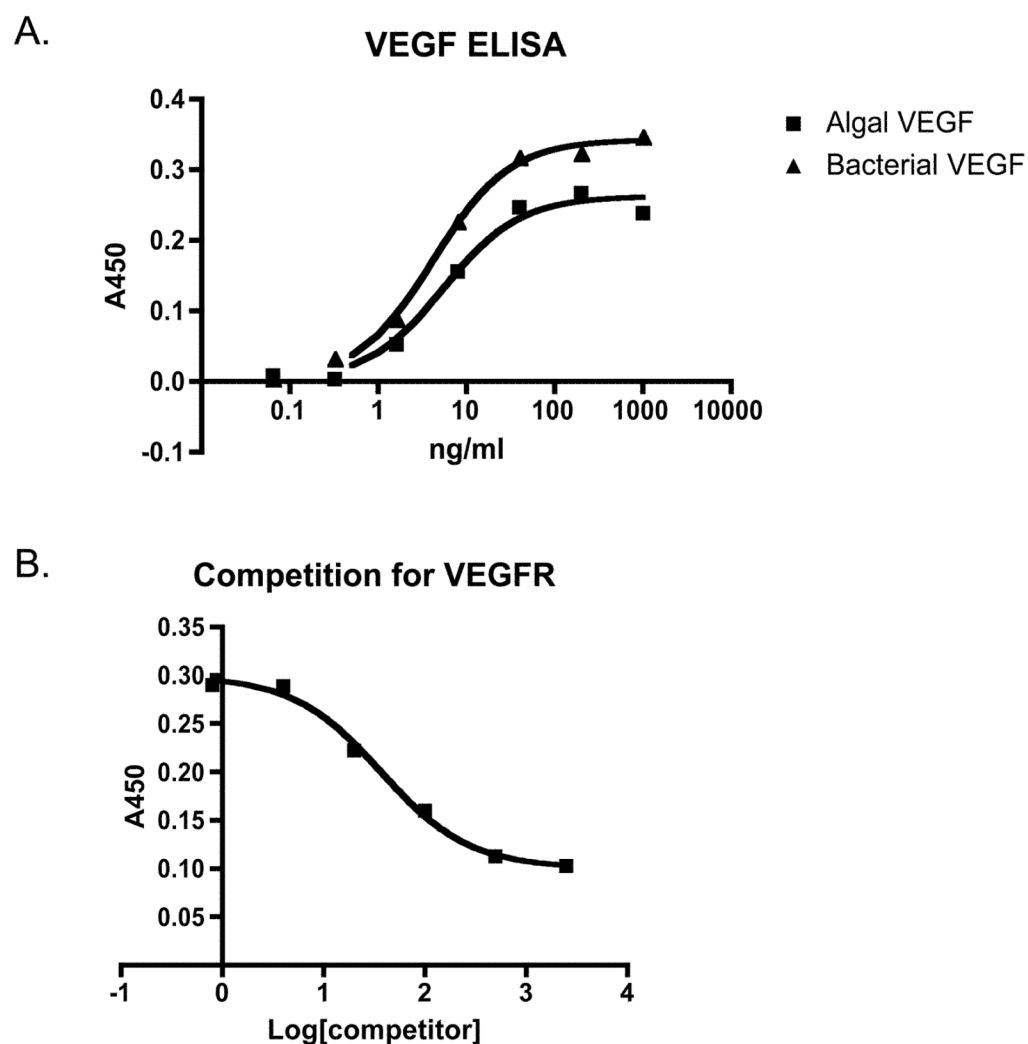 A.
VEGF ELISA
0.4
0.3
0.2
0.1
0.0
-0.1
A450
0.1 1 10 100 1000 10000
ng/ml
Algal VEGF
Bacterial VEGF
B.
Competition for VEGFR
0.35
0.30
0.25
0.20
0.15
0.10
0.05
A450
-1 0 1 2 3 4
Log[competitor]